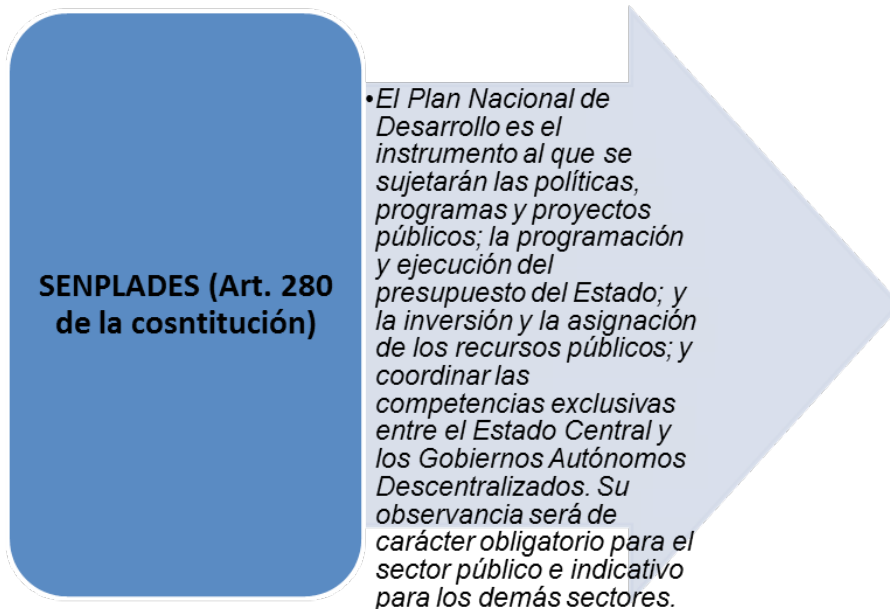 SENPLADES (Art. 280
de la cosntitución)
•El Plan Nacional de
Desarrollo es el
instrumento al que se
sujetarán las políticas,
programas y proyectos
públicos; la programación
y ejecución del
presupuesto del Estado; y
la inversión y la asignación
de los recursos públicos; y
coordinar las
competencias exclusivas
entre el Estado Central y
los Gobiernos Autónomos
Descentralizados. Su
observancia será de
carácter obligatorio para el
sector público e indicativo
para los demás sectores.